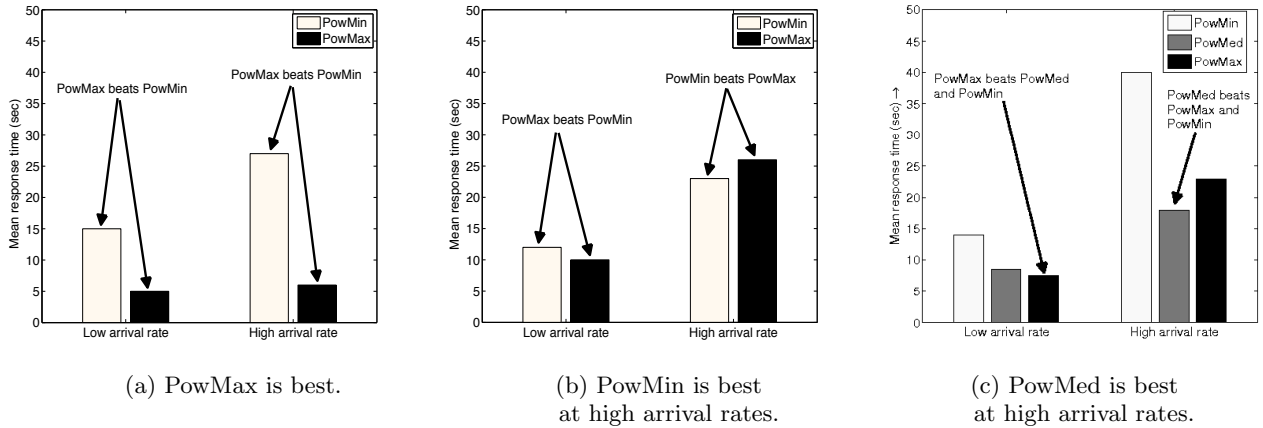 50
45
40
35
30
25
20
15
10
5
0
Mean response time (sec)
PowMin
PowMax
PowMax beats PowMin
PowMax beats PowMin
Low arrival rate
High arrival rate
(a) PowMax is best.
50
45
40
35
30
25
20
15
10
5
0
Mean response time (sec)
PowMin
PowMax
PowMax beats PowMin
PowMin beats PowMax
Low arrival rate
High arrival rate
(b) PowMin is best
at high arrival rates.
50
45
40
35
30
25
20
15
10
5
0
Mean response time (sec) →
PowMin
PowMed
PowMax
PowMax beats PowMed
and PowMin
PowMed beats
PowMax and
PowMin
Low arrival rate
High arrival rate
(c) PowMed is best
at high arrival rates.